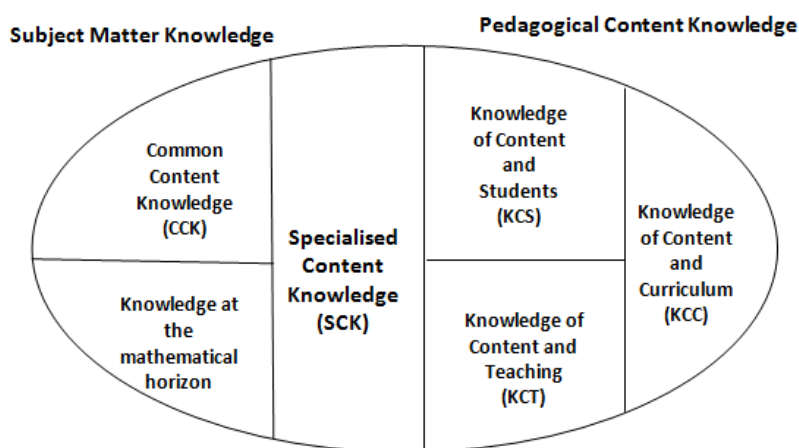 Subject Matter Knowledge
Pedagogical Content Knowledge
Common
Content
Knowledge
(CCK)
Knowledge at
the
mathematical
horizon
Specialised
Content
Knowledge
(SCK)
Knowledge
of Content
and
Students
(KCS)
Knowledge of
Content and
Teaching
(KCT)
Knowledge
of Content
and
Curriculum
(KCC)